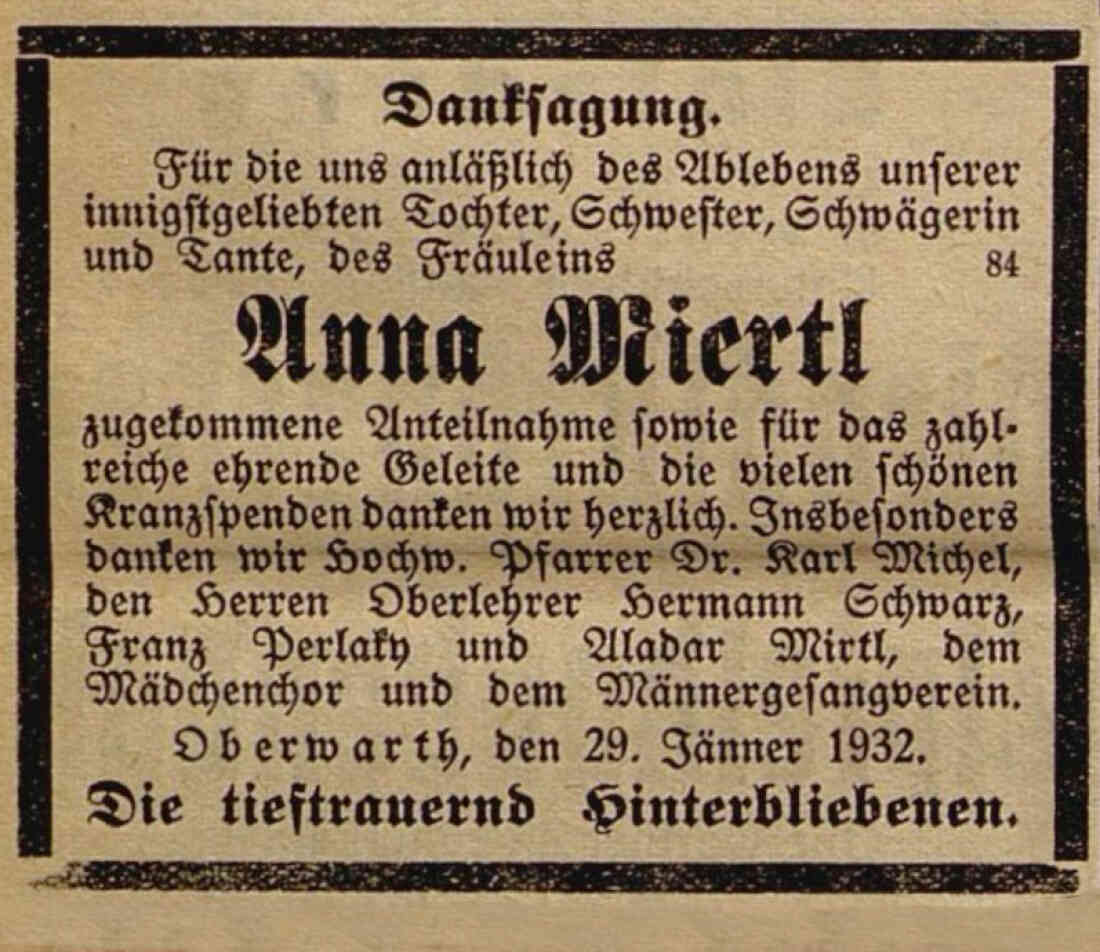 Danksagung.
Für die uns anläßlich des Ablebens unserer
innigstgeliebten Tochter, Schwester, Schwägerin
und Tante, des Fräuleins 84
Anna Miertl
zugekommene Anteilnahme sowie für das zahl-
reiche ehrende Geleite und die vielen schönen
Kranzspenden danken wir herzlich. Insbesonders
danken wir Hochw. Pfarrer Dr. Karl Michel,
den Herren Oberlehrer Hermann Schwarz,
Franz Perlaky und Aladar Mirtl, dem
Mädchenchor und dem Männergesangverein.
Oberwarth, den 29. Jänner 1932.
Die tieftrauernd Hinterbliebenen.